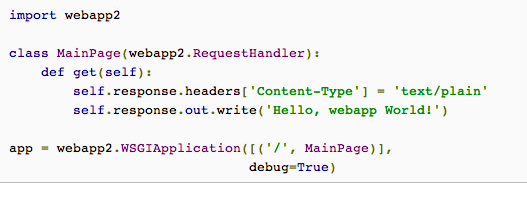 import webapp2

class MainPage(webapp2.RequestHandler):
    def get(self):
        self.response.headers['Content-Type'] = 'text/plain'
        self.response.out.write('Hello, webapp World!')

app = webapp2.WSGIApplication([('/', MainPage)],
                              debug=True)